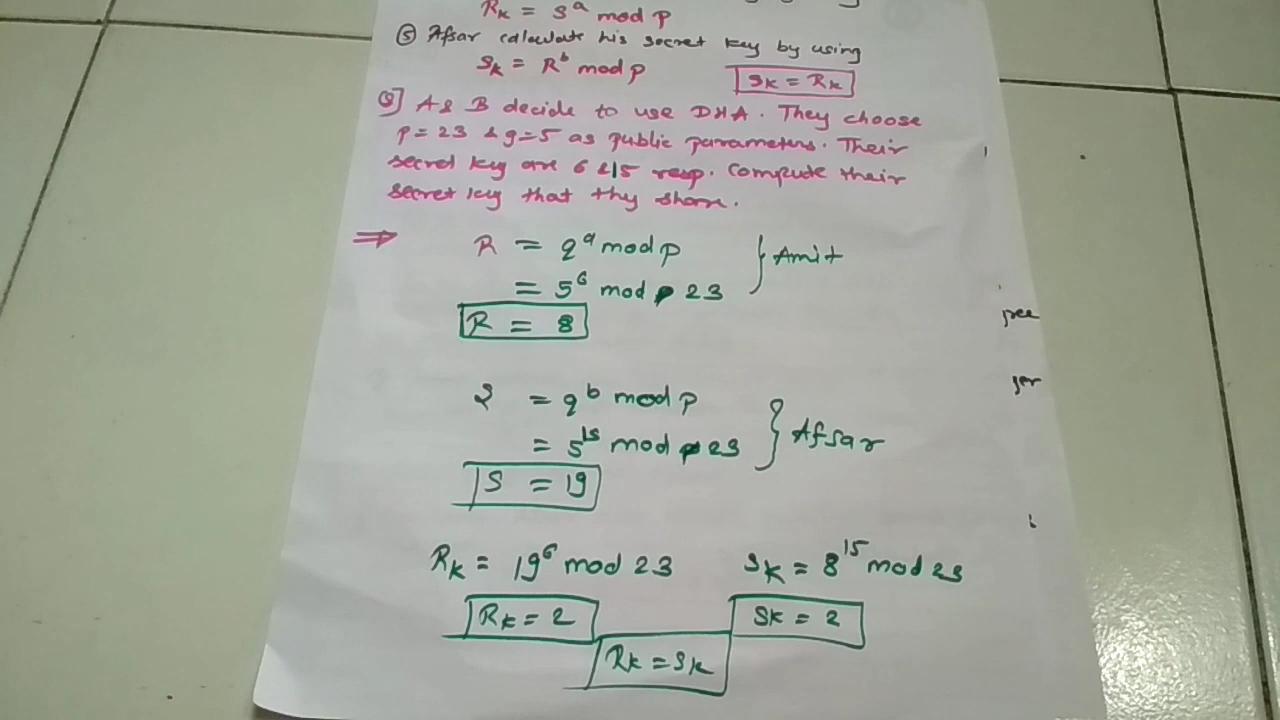 RK = S^a mod p
⑤ Afsar calculate his secret key by using
SK = R^b mod p
SK = RK
Q] A & B decide to use DHA. They choose
p = 23 & g = 5 as public parameters. Their
secret key are 6 & 15 resp. Compute their
secret key that thy share.
⇒ R = g^a mod p } Amit
= 5^6 mod p 23
R = 8
S = g^b mod p
= 5^15 mod p 23 } Afsar
S = 19
RK = 19^6 mod 23 SK = 8^15 mod 23
RK = 2 SK = 2
RK = SK